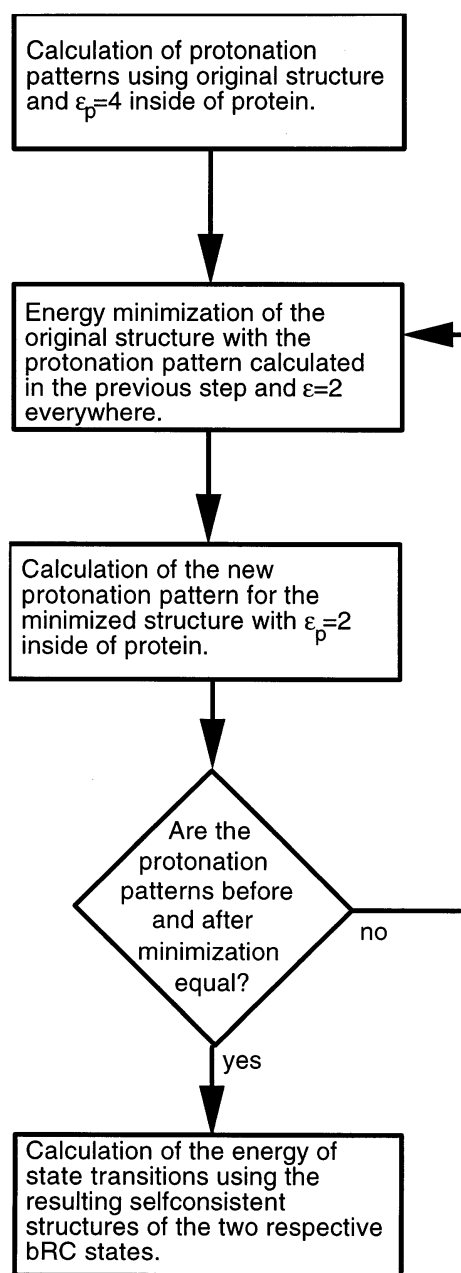 Calculation of protonation
patterns using original structure
and εp=4 inside of protein.
Energy minimization of the
original structure with the
protonation pattern calculated
in the previous step and ε=2
everywhere.
Calculation of the new
protonation pattern for the
minimized structure with εp=2
inside of protein.
Are the
protonation
patterns before
and after
minimization
equal?
no
yes
Calculation of the energy of
state transitions using the
resulting selfconsistent
structures of the two respective
bRC states.